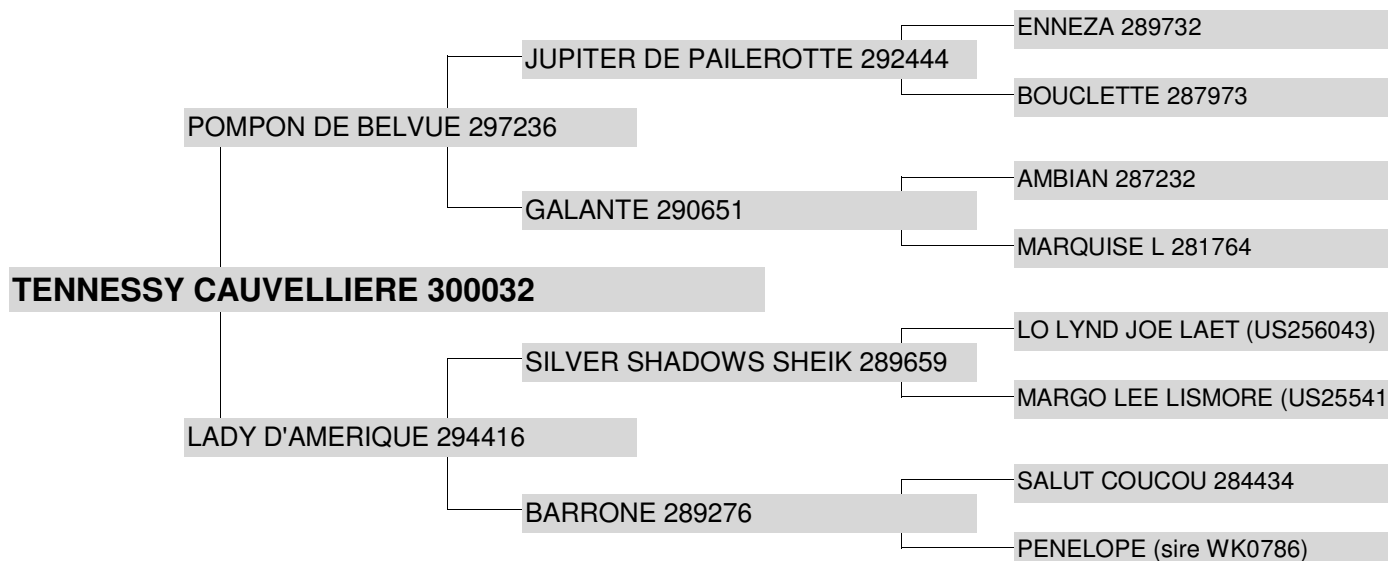 ENNEZA 289732
JUPITER DE PAILEROTTE 292444
BOUCLETTE 287973
POMPON DE BELVUE 297236
AMBIAN 287232
GALANTE 290651
MARQUISE L 281764
TENNESSY CAUVELLIERE 300032
LO LYND JOE LAET (US256043)
SILVER SHADOWS SHEIK 289659
MARGO LEE LISMORE (US25541
LADY D'AMERIQUE 294416
SALUT COUCOU 284434
BARRONE 289276
PENELOPE (sire WK0786)